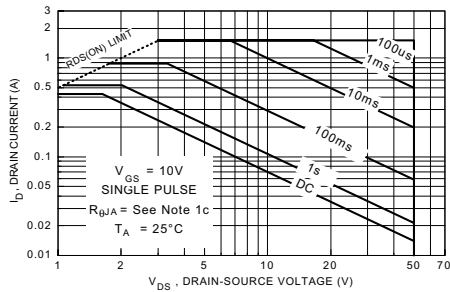 3
2
1
0.5
0.2
0.1
0.05
0.02
0.01
I_D, DRAIN CURRENT (A)
RDS(ON) LIMIT
100us
1ms
10ms
100ms
1s
DC
V_GS = 10V
SINGLE PULSE
R_θJA = See Note 1c
T_A = 25°C
1 2 5 10 20 30 50 70
V_DS , DRAIN-SOURCE VOLTAGE (V)